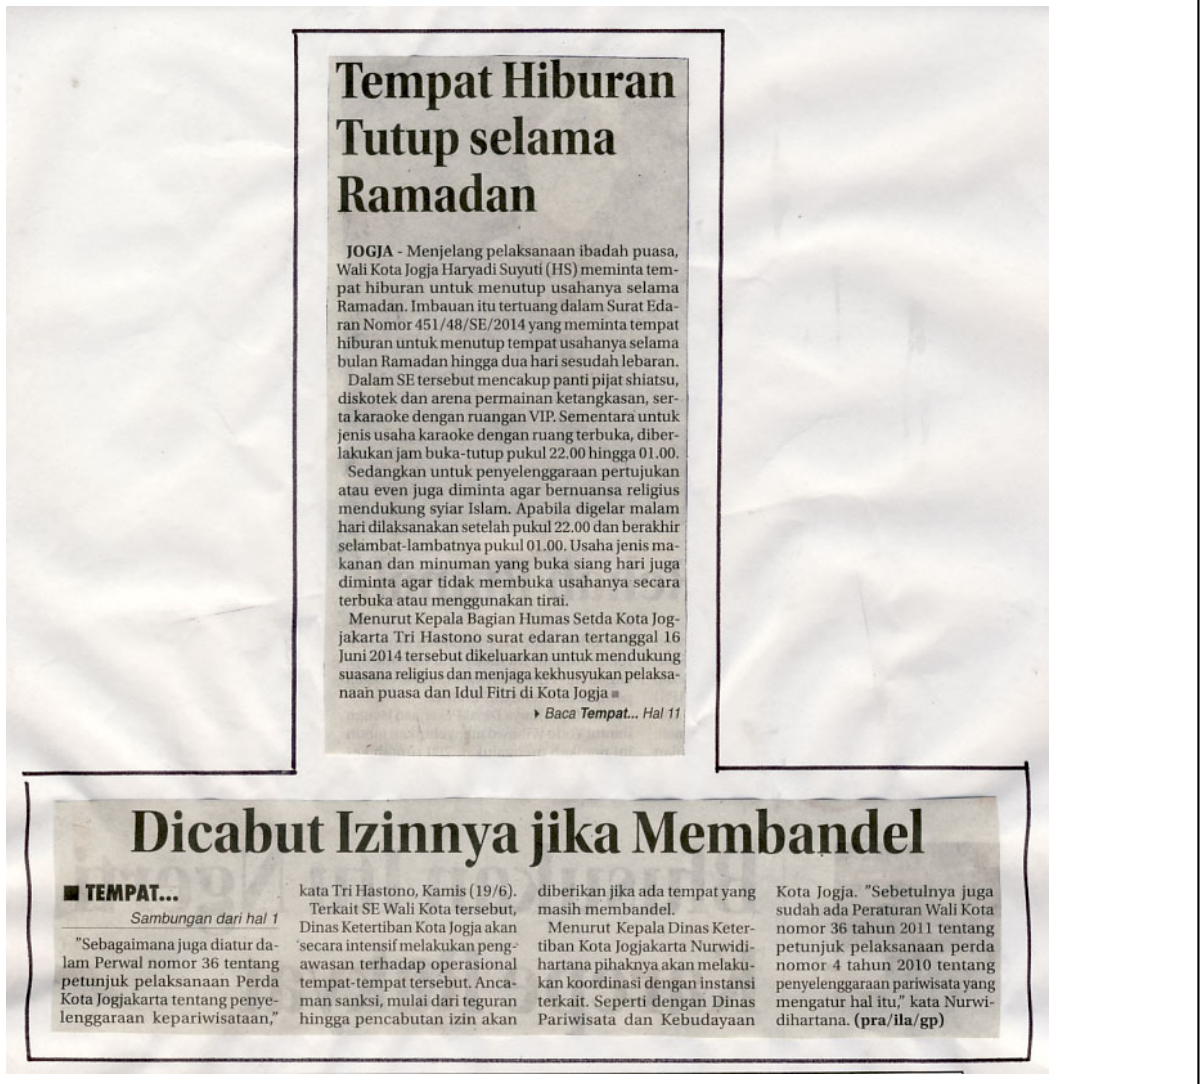 Tempat Hiburan
Tutup selama
Ramadan
JOGJA - Menjelang pelaksanaan ibadah puasa,
Wali Kota Jogja Haryadi Suyuti (HS) meminta tem-
pat hiburan untuk menutup usahanya selama
Ramadan. Imbauan itu tertuang dalam Surat Eda-
ran Nomor 451/48/SE/2014 yang meminta tempat
hiburan untuk menutup tempat usahanya selama
bulan Ramadan hingga dua hari sesudah lebaran.
Dalam SE tersebut mencakup panti pijat shiatsu,
diskotek dan arena permainan ketangkasan, ser-
ta karaoke dengan ruangan VIP. Sementara untuk
jenis usaha karaoke dengan ruang terbuka, diber-
lakukan jam buka-tutup pukul 22.00 hingga 01.00.
Sedangkan untuk penyelenggaraan pertujukan
atau even juga diminta agar bernuansa religius
mendukung syiar Islam. Apabila digelar malam
hari dilaksanakan setelah pukul 22.00 dan berakhir
selambat-lambatnya pukul 01.00. Usaha jenis ma-
kanan dan minuman yang buka siang hari juga
diminta agar tidak membuka usahanya secara
terbuka atau menggunakan tirai.
Menurut Kepala Bagian Humas Setda Kota Jog-
jakarta Tri Hastono surat edaran tertanggal 16
Juni 2014 tersebut dikeluarkan untuk mendukung
suasana religius dan menjaga kekhusyukan pelaksa-
naan puasa dan Idul Fitri di Kota Jogja ■
▸ Baca Tempat... Hal 11
Dicabut Izinnya jika Membandel
■ TEMPAT...
Sambungan dari hal 1
"Sebagaimana juga diatur da-
lam Perwal nomor 36 tentang
petunjuk pelaksanaan Perda
Kota Jogjakarta tentang penye-
lenggaraan kepariwisataan,"
kata Tri Hastono, Kamis (19/6).
Terkait SE Wali Kota tersebut,
Dinas Ketertiban Kota Jogja akan
secara intensif melakukan peng-
awasan terhadap operasional
tempat-tempat tersebut. Anca-
man sanksi, mulai dari teguran
hingga pencabutan izin akan
diberikan jika ada tempat yang
masih membandel.
Menurut Kepala Dinas Keter-
tiban Kota Jogjakarta Nurwidi-
hartana pihaknya akan melaku-
kan koordinasi dengan instansi
terkait. Seperti dengan Dinas
Pariwisata dan Kebudayaan
Kota Jogja. "Sebetulnya juga
sudah ada Peraturan Wali Kota
nomor 36 tahun 2011 tentang
petunjuk pelaksanaan perda
nomor 4 tahun 2010 tentang
penyelenggaraan pariwisata yang
mengatur hal itu," kata Nurwi-
dihartana. (pra/ila/gp)